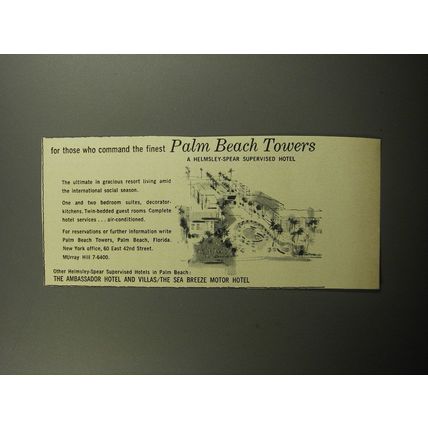 for those who command the finest Palm Beach Towers
A HELMSLEY-SPEAR SUPERVISED HOTEL
The ultimate in gracious resort living amid
the international social season.
One and two bedroom suites, decorator-
kitchens. Twin-bedded guest rooms. Complete
hotel services . . . air-conditioned.
For reservations or further information write
Palm Beach Towers, Palm Beach, Florida.
New York office, 60 East 42nd Street.
MUrray Hill 7-6400.
Other Helmsley-Spear Supervised Hotels in Palm Beach:
THE AMBASSADOR HOTEL AND VILLAS/THE SEA BREEZE MOTOR HOTEL